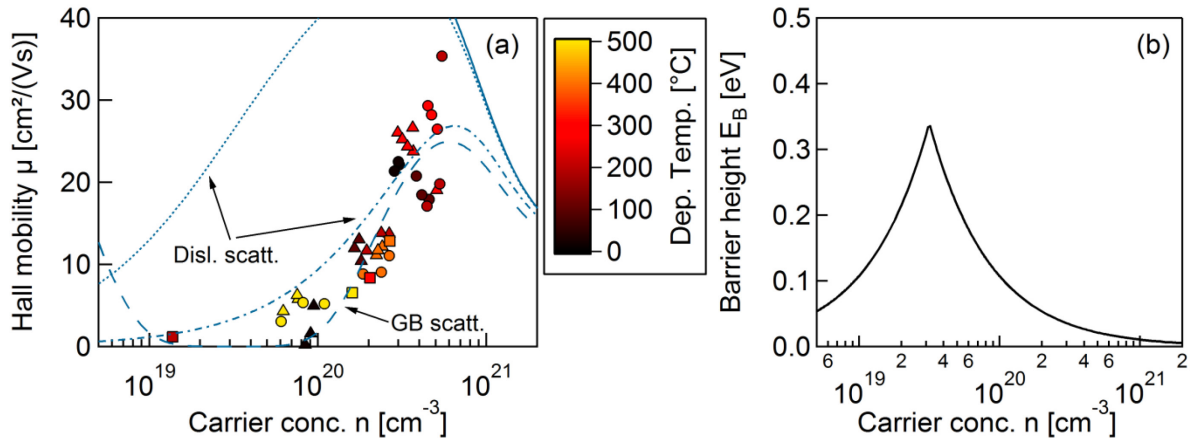 (a)
Hall mobility µ [cm²/(Vs)]
40
30
20
10
0
Disl. scatt.
GB scatt.
10^19
10^20
10^21
Carrier conc. n [cm^-3]
500
400
300
200
100
0
Dep. Temp. [°C]
(b)
Barrier height E_B [eV]
0.5
0.4
0.3
0.2
0.1
0.0
6 2 4 6 2 4 6 2
10^19
10^20
10^21
Carrier conc. n [cm^-3]